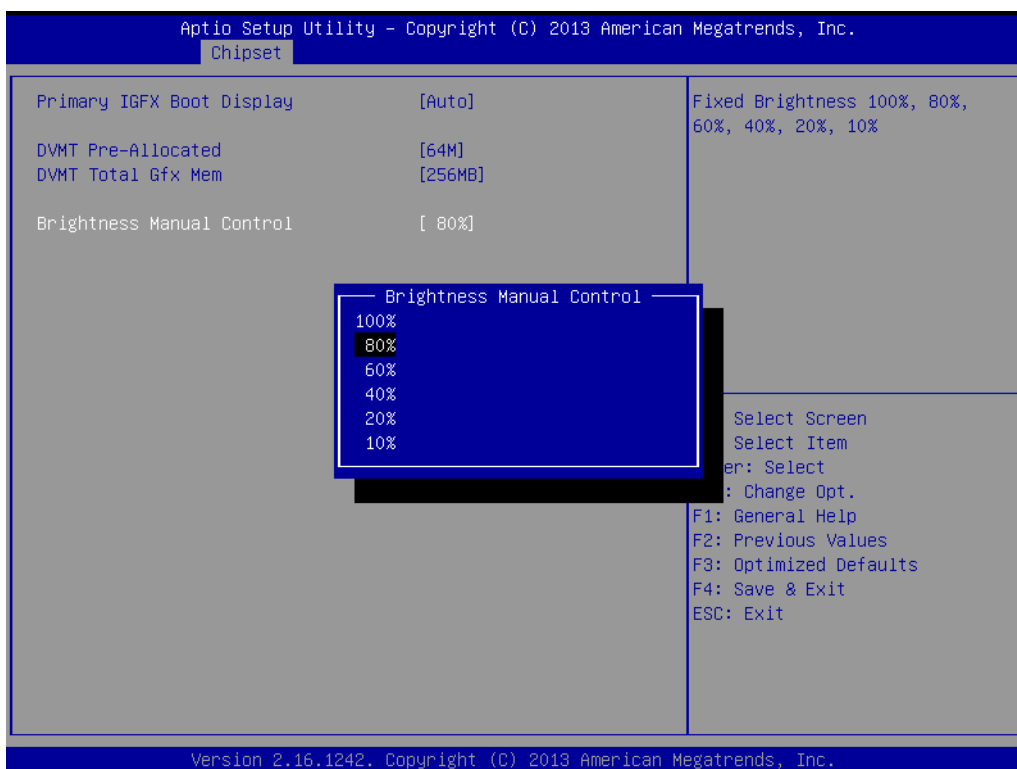 Aptio Setup Utility – Copyright (C) 2013 American Megatrends, Inc.
Chipset
Primary IGFX Boot Display [Auto]
DVMT Pre-Allocated [64M]
DVMT Total Gfx Mem [256MB]
Brightness Manual Control [ 80%]
Brightness Manual Control
100%
80%
60%
40%
20%
10%
Fixed Brightness 100%, 80%,
60%, 40%, 20%, 10%
Select Screen
Select Item
er: Select
: Change Opt.
F1: General Help
F2: Previous Values
F3: Optimized Defaults
F4: Save & Exit
ESC: Exit
Version 2.16.1242. Copyright (C) 2013 American Megatrends, Inc.